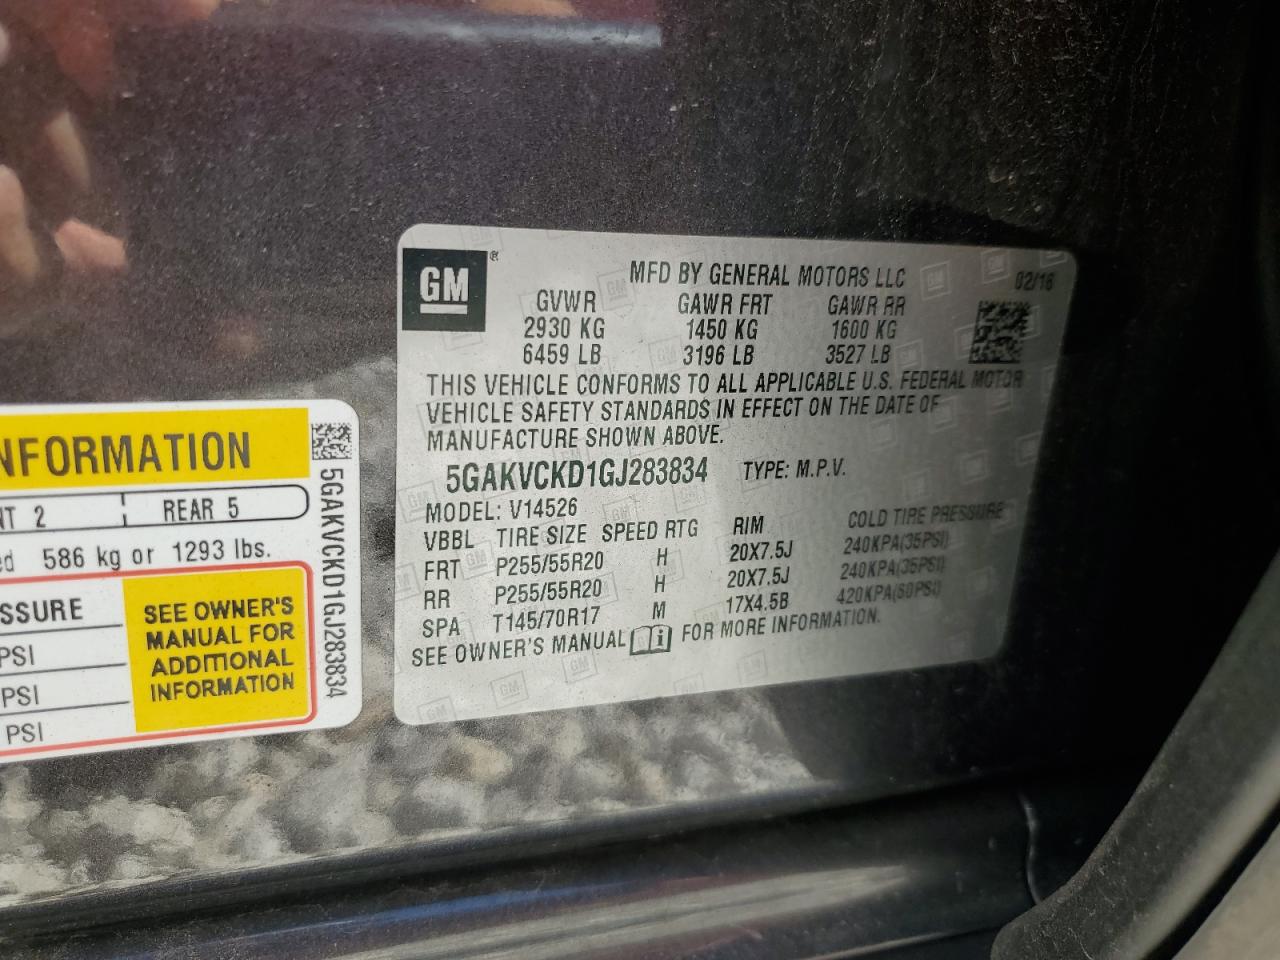 NFORMATION
NT 2 REAR 5
ed 586 kg or 1293 lbs.
SSURE
PSI
PSI
PSI
SEE OWNER'S
MANUAL FOR
ADDITIONAL
INFORMATION
5GAKVCKD1GJ283834
GM ®
MFD BY GENERAL MOTORS LLC 02/16
GVWR GAWR FRT GAWR RR
2930 KG 1450 KG 1600 KG
6459 LB 3196 LB 3527 LB
THIS VEHICLE CONFORMS TO ALL APPLICABLE U.S. FEDERAL MOTOR
VEHICLE SAFETY STANDARDS IN EFFECT ON THE DATE OF
MANUFACTURE SHOWN ABOVE.
5GAKVCKD1GJ283834 TYPE: M.P.V.
MODEL: V14526
VBBL TIRE SIZE SPEED RTG RIM COLD TIRE PRESSURE
FRT P255/55R20 H 20X7.5J 240KPA(35PSI)
RR P255/55R20 H 20X7.5J 240KPA(35PSI)
SPA T145/70R17 M 17X4.5B 420KPA(60PSI)
SEE OWNER'S MANUAL FOR MORE INFORMATION.